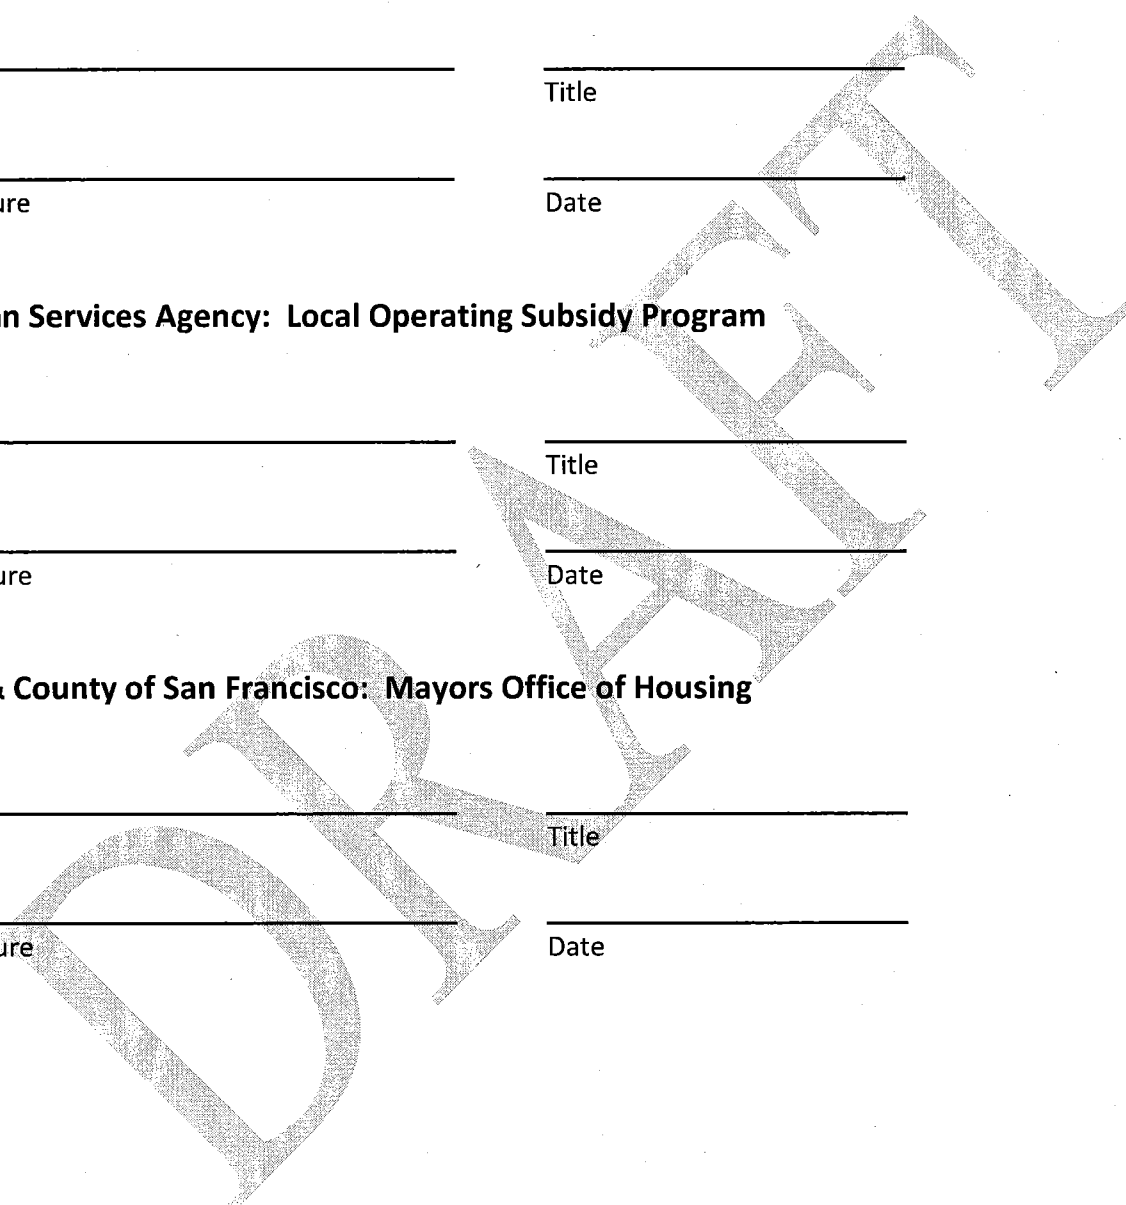 Title
ure Date
an Services Agency: Local Operating Subsidy Program
Title
ure Date
& County of San Francisco: Mayors Office of Housing
Title
ure Date
DRAFT